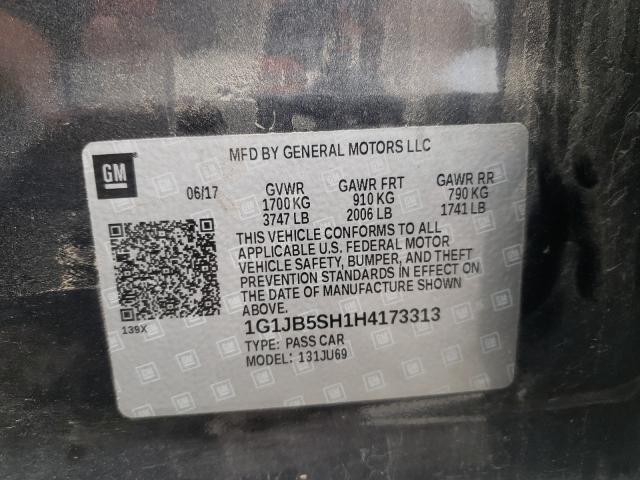 GM
MFD BY GENERAL MOTORS LLC
06/17 GVWR GAWR FRT GAWR RR
1700 KG 910 KG 790 KG
3747 LB 2006 LB 1741 LB
THIS VEHICLE CONFORMS TO ALL
APPLICABLE U.S. FEDERAL MOTOR
VEHICLE SAFETY, BUMPER, AND THEFT
PREVENTION STANDARDS IN EFFECT ON
THE DATE OF MANUFACTURE SHOWN
ABOVE.
139X
1G1JB5SH1H4173313
TYPE: PASS CAR
MODEL: 131JU69